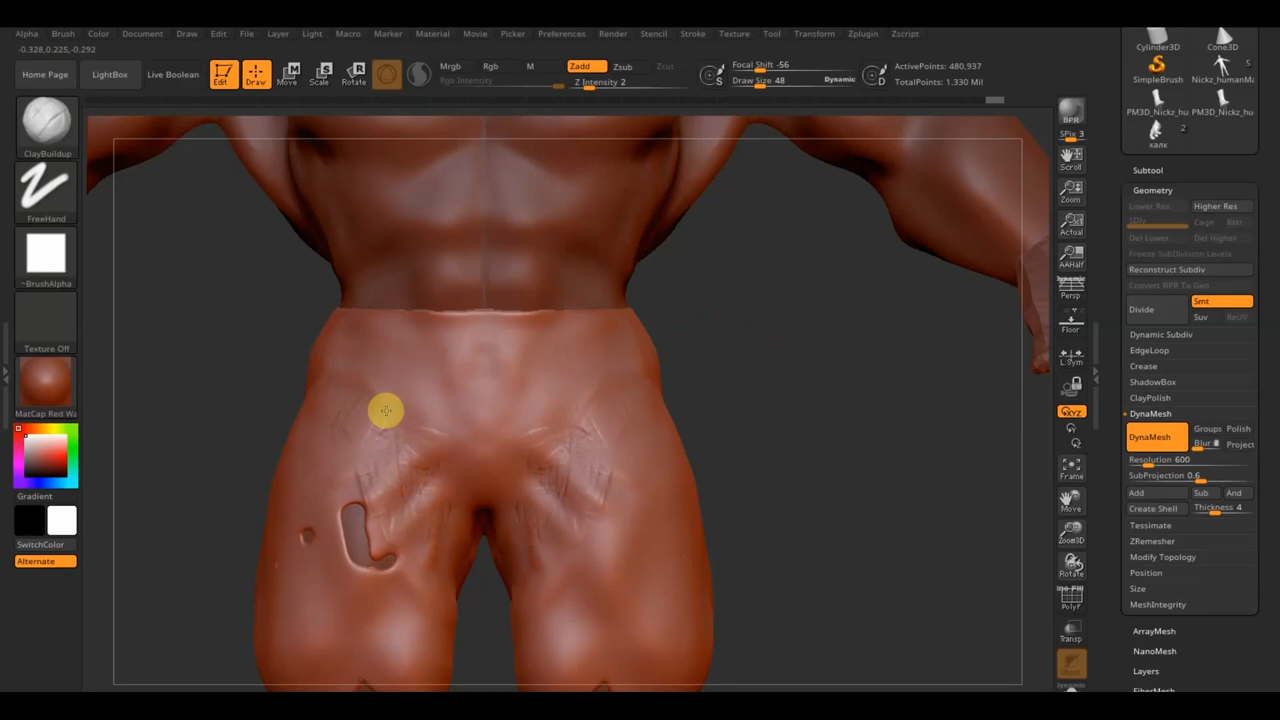 Alpha Brush Color Document Draw Edit File Layer Light Macro Marker Material Movie Picker Preferences Render Stencil Stroke Texture Tool Transform Zplugin Zscript
-0.328,0.225,-0.292
Home Page
LightBox
Live Boolean
Edit
Draw
Move
Scale
Rotate
Mrgb
Rgb
M
Rgb Intensity
Zadd
Zsub
Zcut
Z Intensity 2
S
Focal Shift -56
Draw Size 48
Dynamic
D
ActivePoints: 480,937
TotalPoints: 1.330 Mil
ClayBuildup
FreeHand
~BrushAlpha
Texture Off
MatCap Red Wa
Gradient
SwitchColor
Alternate
BPR
SPix 3
Scroll
Zoom
Actual
AAHalf
Dynamic
Persp
Floor
L.Sym
XYZ
Frame
Move
Zoom3D
Rotate
PolyF
Transp
Dynamic
Cylinder3D
Cone3D
SimpleBrush
Nickz_humanMa
5
PM3D_Nickz_hu
PM3D_Nickz_hu
2
халк
Subtool
Geometry
Lower Res
Higher Res
SDiv
Cage
Rstr
Del Lower
Del Higher
Freeze SubDivision Levels
Reconstruct Subdiv
Convert BPR To Geo
Divide
Smt
Suv
ReUV
Dynamic Subdiv
EdgeLoop
Crease
ShadowBox
ClayPolish
DynaMesh
DynaMesh
Groups
Polish
Blur
Project
Resolution 600
SubProjection 0.6
Add
Sub
And
Create Shell
Thickness 4
Tessimate
ZRemesher
Modify Topology
Position
Size
MeshIntegrity
ArrayMesh
NanoMesh
Layers
FiberMesh